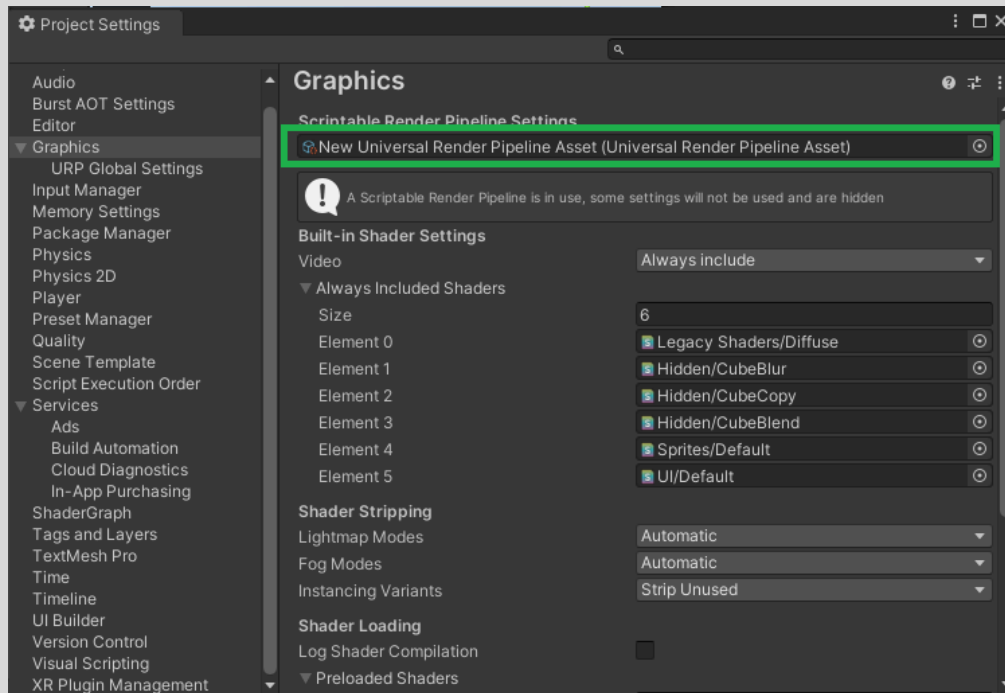 Project Settings
Audio
Burst AOT Settings
Editor
Graphics
URP Global Settings
Input Manager
Memory Settings
Package Manager
Physics
Physics 2D
Player
Preset Manager
Quality
Scene Template
Script Execution Order
Services
Ads
Build Automation
Cloud Diagnostics
In-App Purchasing
ShaderGraph
Tags and Layers
TextMesh Pro
Time
Timeline
UI Builder
Version Control
Visual Scripting
XR Plugin Management
Graphics
Scriptable Render Pipeline Settings
New Universal Render Pipeline Asset (Universal Render Pipeline Asset)
A Scriptable Render Pipeline is in use, some settings will not be used and are hidden
Built-in Shader Settings
Video Always include
Always Included Shaders
Size 6
Element 0 Legacy Shaders/Diffuse
Element 1 Hidden/CubeBlur
Element 2 Hidden/CubeCopy
Element 3 Hidden/CubeBlend
Element 4 Sprites/Default
Element 5 UI/Default
Shader Stripping
Lightmap Modes Automatic
Fog Modes Automatic
Instancing Variants Strip Unused
Shader Loading
Log Shader Compilation
Preloaded Shaders